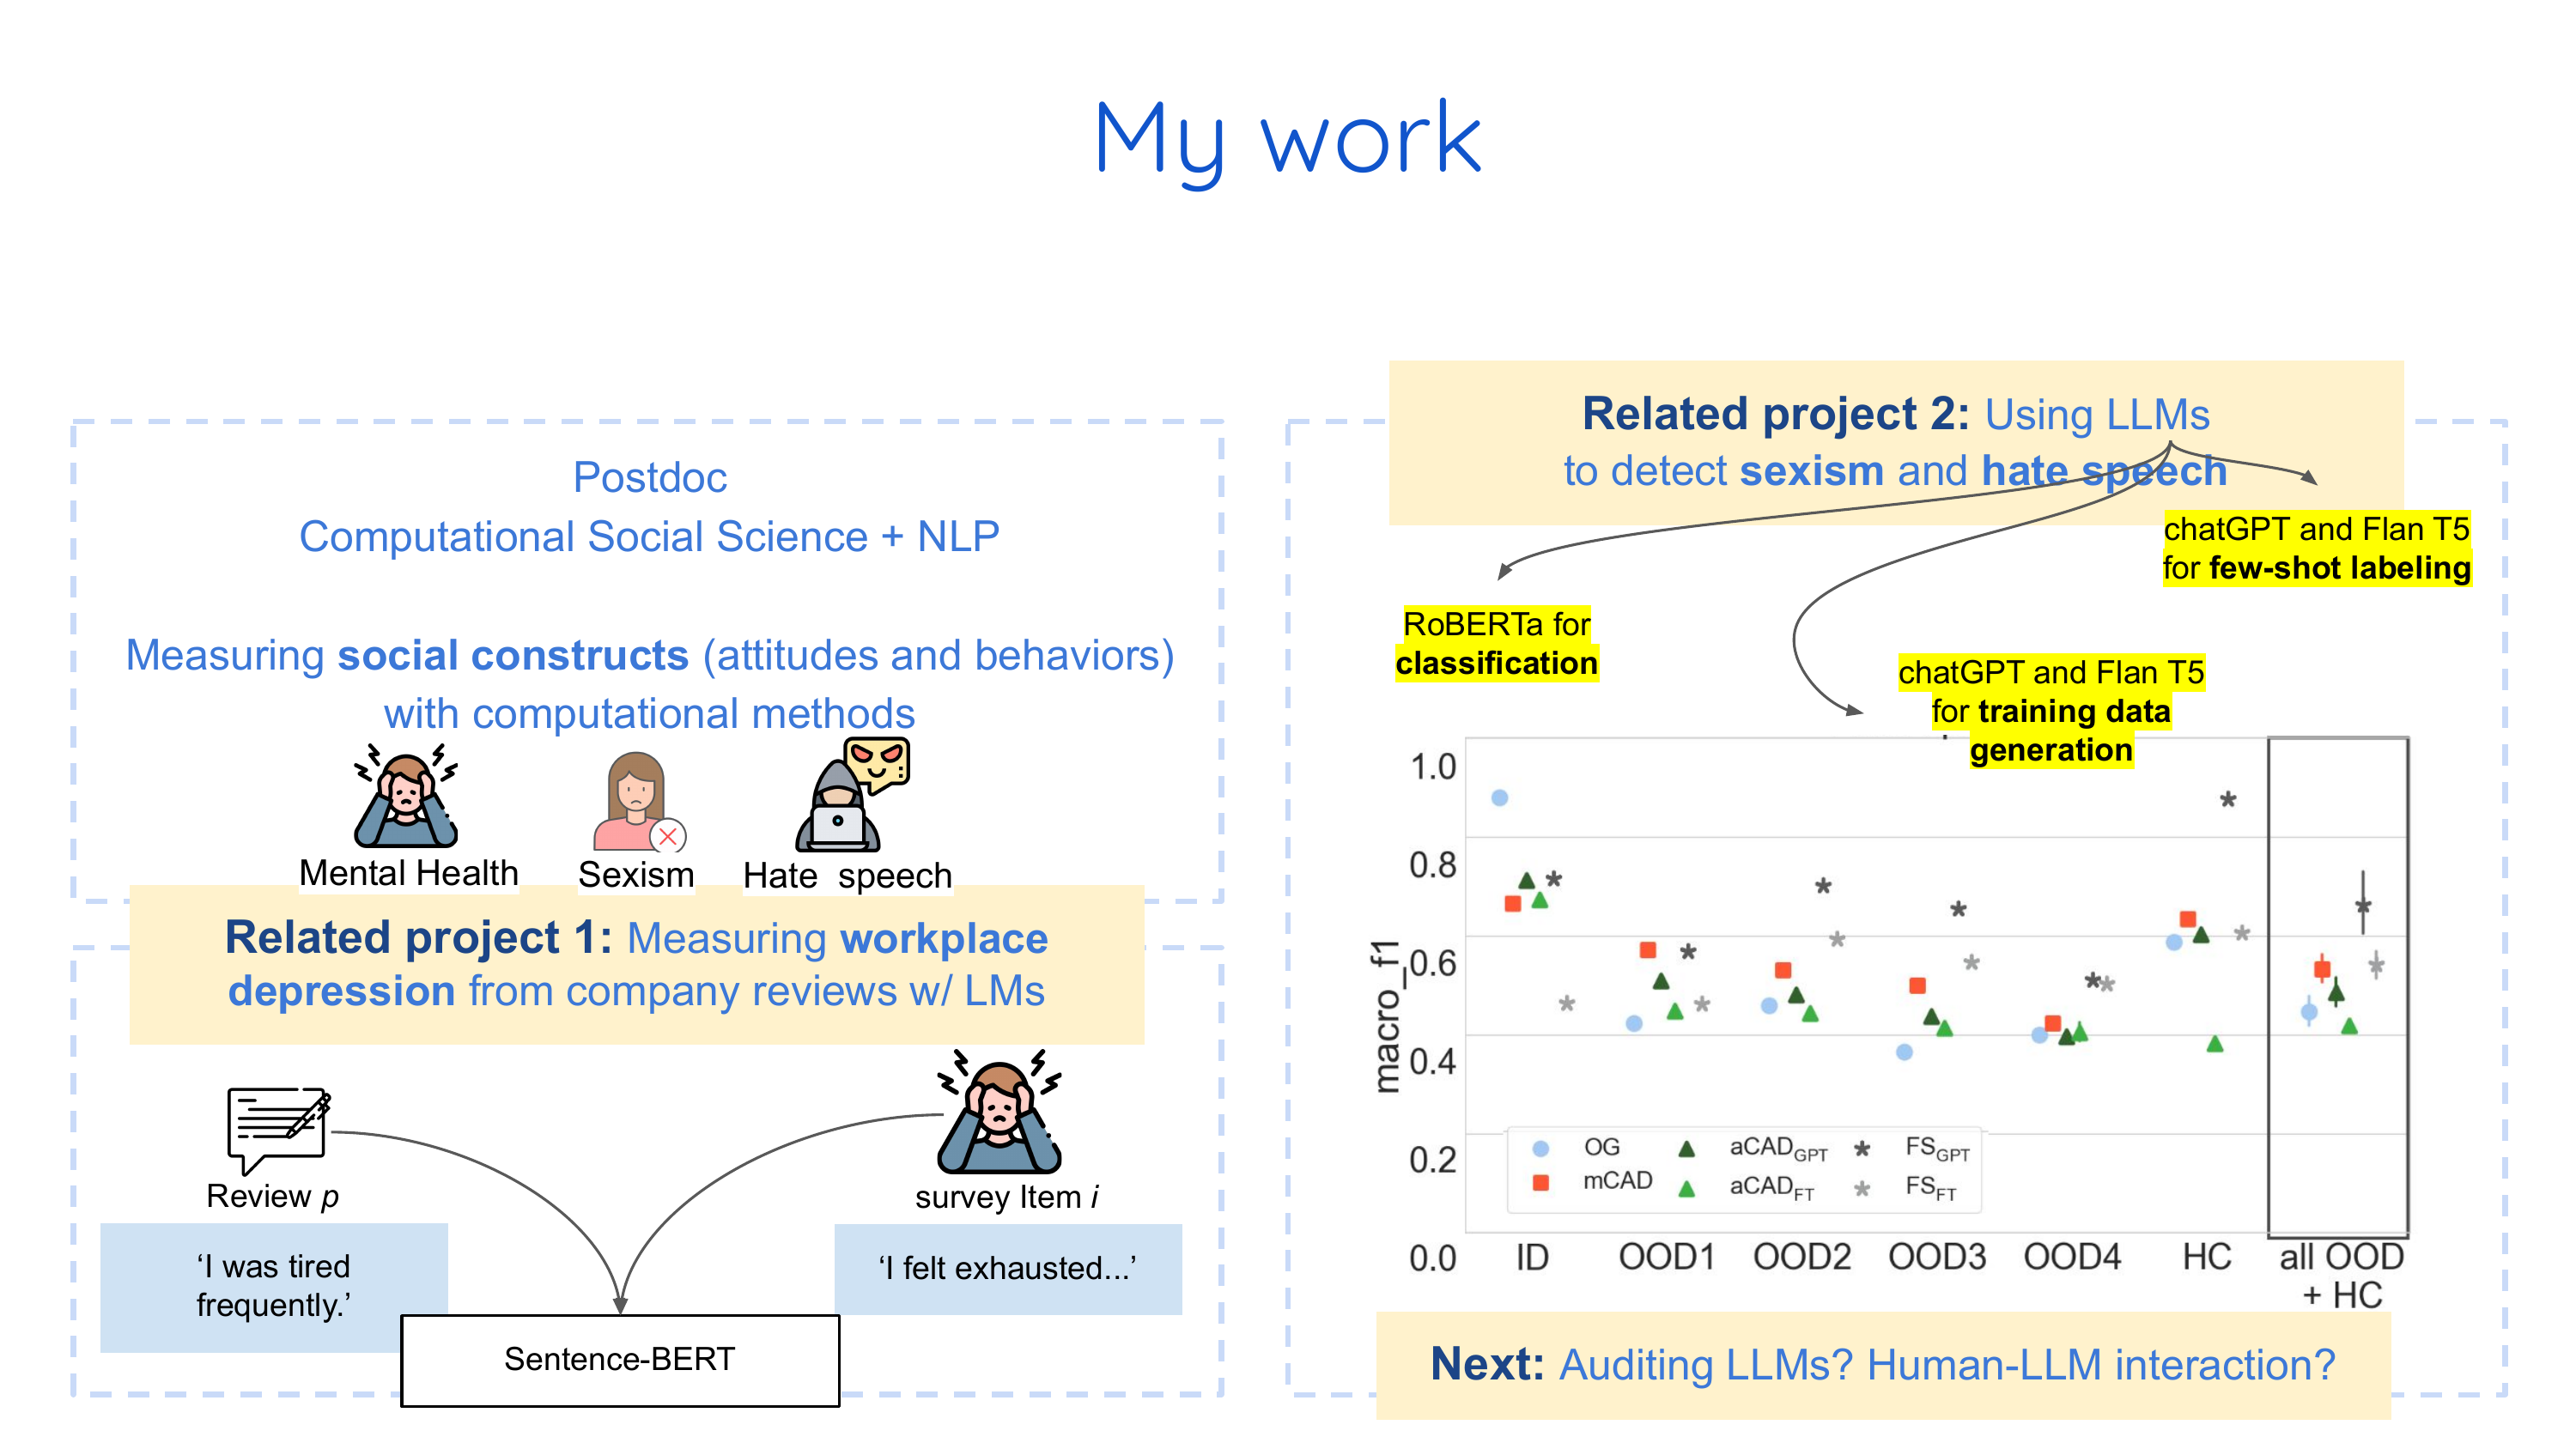 My work
Postdoc
Computational Social Science + NLP
Measuring social constructs (attitudes and behaviors)
with computational methods
Mental Health
Sexism
Hate speech
Related project 1: Measuring workplace
depression from company reviews w/ LMs
Review p
survey Item i
‘I was tired
frequently.’
‘I felt exhausted...’
Sentence-BERT
Related project 2: Using LLMs
to detect sexism and hate speech
chatGPT and Flan T5
for few-shot labeling
RoBERTa for
classification
chatGPT and Flan T5
for training data
generation
macro_f1
1.0
0.8
0.6
0.4
0.2
0.0
OG
mCAD
aCAD GPT
aCAD FT
FS GPT
FS FT
ID
OOD1
OOD2
OOD3
OOD4
HC
all OOD
+ HC
Next: Auditing LLMs? Human-LLM interaction?